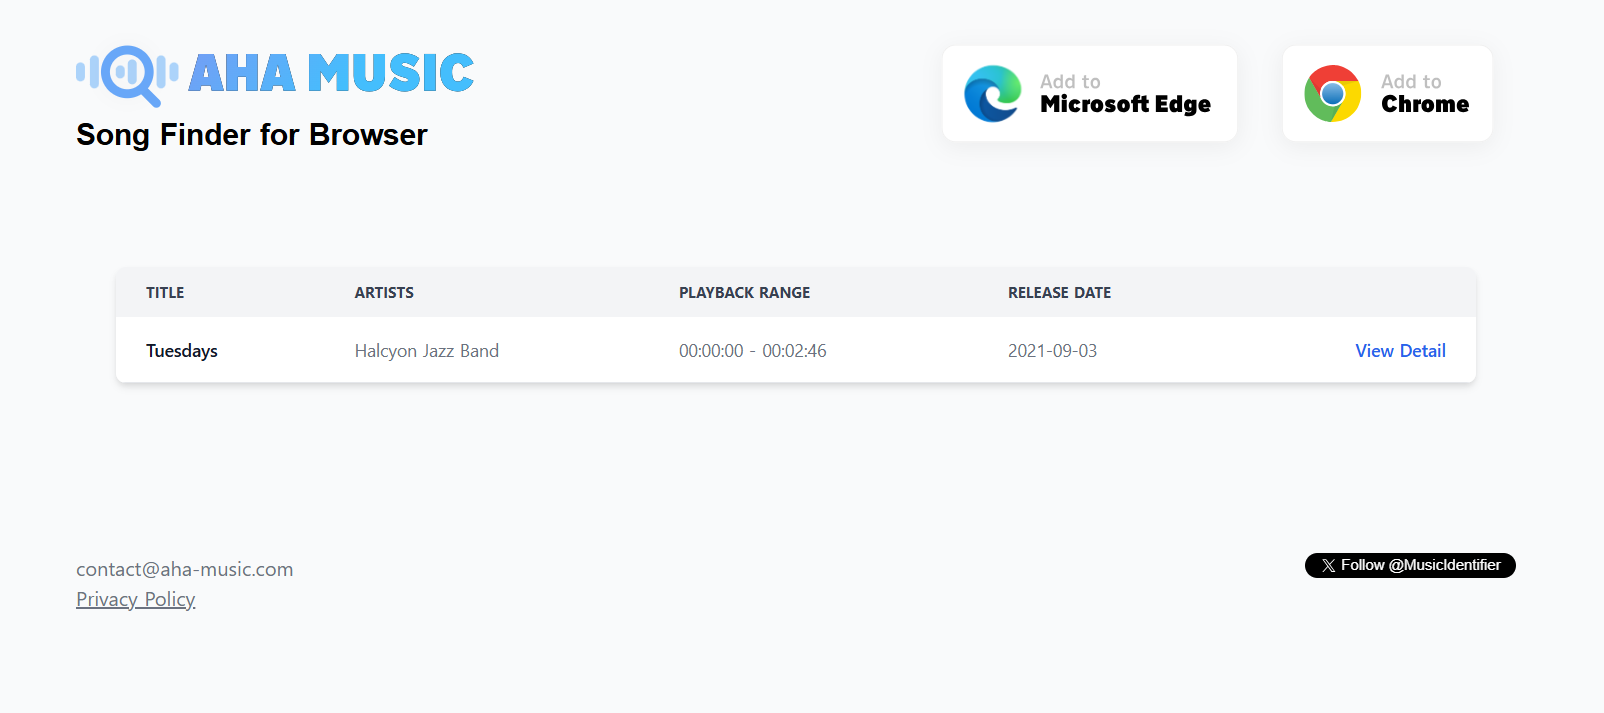 AHA MUSIC
Song Finder for Browser
Add to
Microsoft Edge
Add to
Chrome
TITLE ARTISTS PLAYBACK RANGE RELEASE DATE
Tuesdays Halcyon Jazz Band 00:00:00 - 00:02:46 2021-09-03 View Detail
contact@aha-music.com
Privacy Policy
X Follow @MusicIdentifier